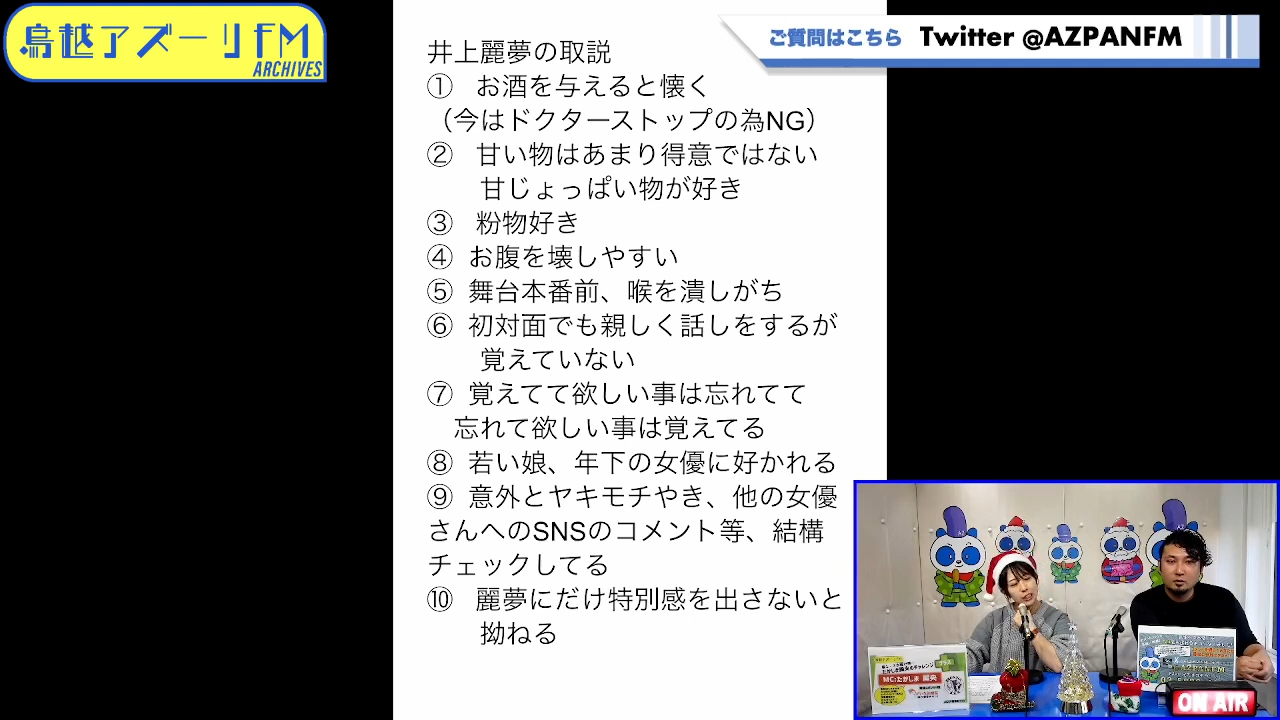 鳥越アズーリFM
ARCHIVES
ご質問はこちら Twitter @AZPANFM
井上麗夢の取説
① お酒を与えると懐く
（今はドクターストップの為NG）
② 甘い物はあまり得意ではない
甘じょっぱい物が好き
③ 粉物好き
④ お腹を壊しやすい
⑤ 舞台本番前、喉を潰しがち
⑥ 初対面でも親しく話しをするが
覚えていない
⑦ 覚えてて欲しい事は忘れてて
忘れて欲しい事は覚えてる
⑧ 若い娘、年下の女優に好かれる
⑨ 意外とヤキモチやき、他の女優
さんへのSNSのコメント等、結構
チェックしてる
⑩ 麗夢にだけ特別感を出さないと
拗ねる
MC:たかしま 麗央
ON AIR